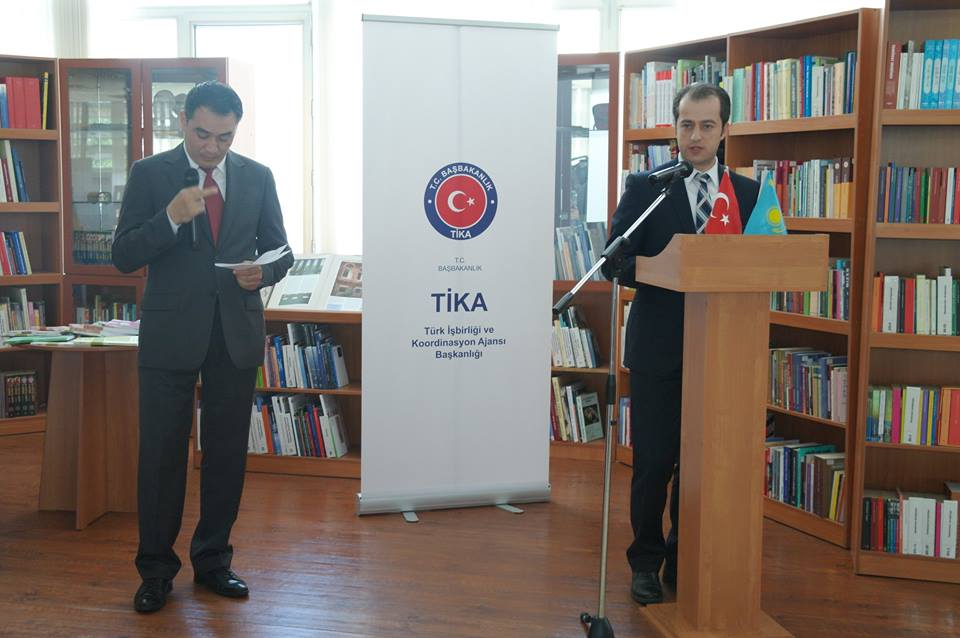 T.C. BAŞBAKANLIK
TİKA
T.C.
BAŞBAKANLIK
TİKA
Türk İşbirliği ve
Koordinasyon Ajansı
Başkanlığı